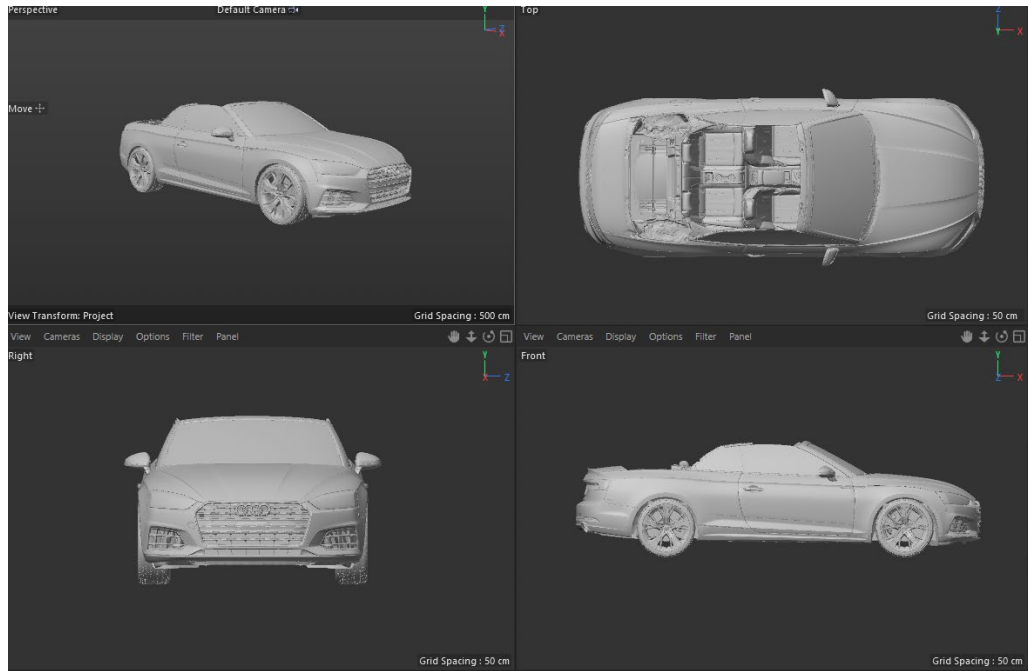 Perspective
Default Camera
Y
Z
X
Move
View Transform: Project
Grid Spacing : 500 cm
Top
Z
Y
X
Grid Spacing : 50 cm
View Cameras Display Options Filter Panel
View Cameras Display Options Filter Panel
Right
Y
X
Z
Grid Spacing : 50 cm
Front
Y
Z
X
Grid Spacing : 50 cm